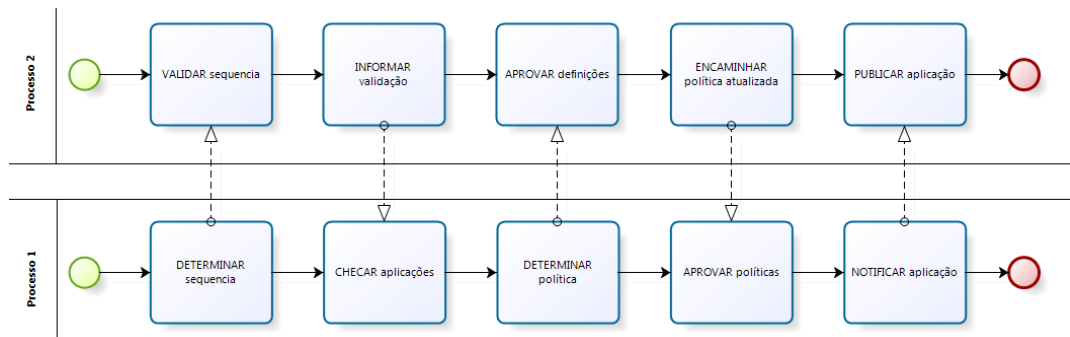 Processo 2
VALIDAR sequencia
INFORMAR
validação
APROVAR definições
ENCAMINHAR
política atualizada
PUBLICAR aplicação
Processo 1
DETERMINAR
sequencia
CHECAR aplicações
DETERMINAR
política
APROVAR políticas
NOTIFICAR aplicação